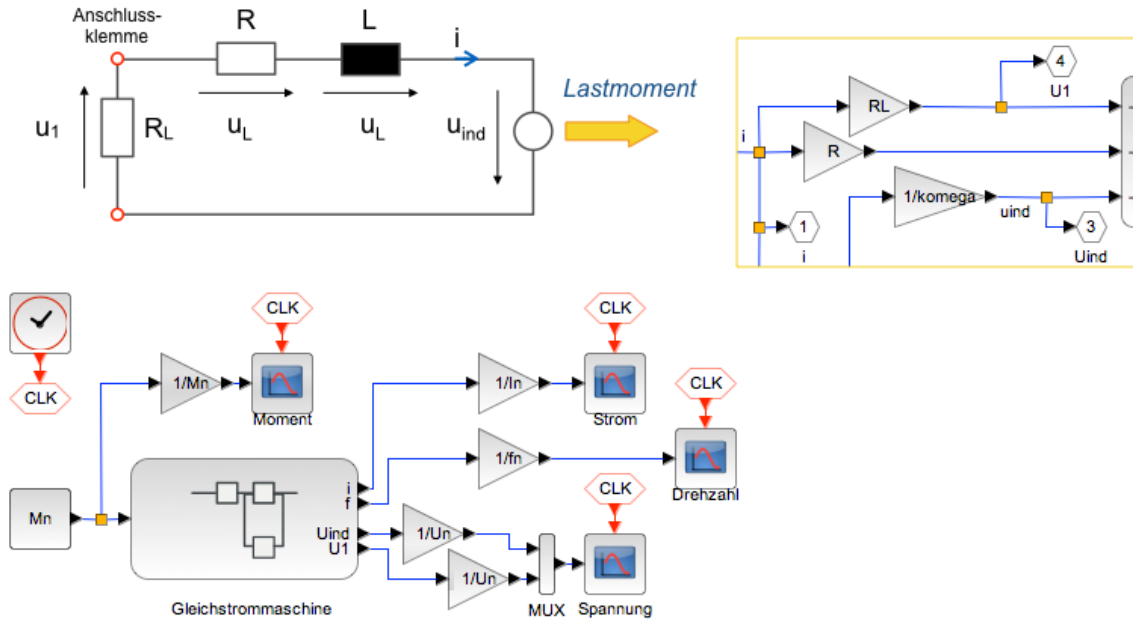 Anschluss-
klemme
R
L
i
u1
RL
uL
uL
uind
Lastmoment
i
RL
4
U1
R
1/komega
uind
1
i
3
Uind
CLK
CLK
CLK
1/Mn
Moment
1/In
Strom
CLK
1/fn
Drehzahl
CLK
Mn
i
f
Uind
U1
1/Un
1/Un
MUX
Spannung
Gleichstrommaschine